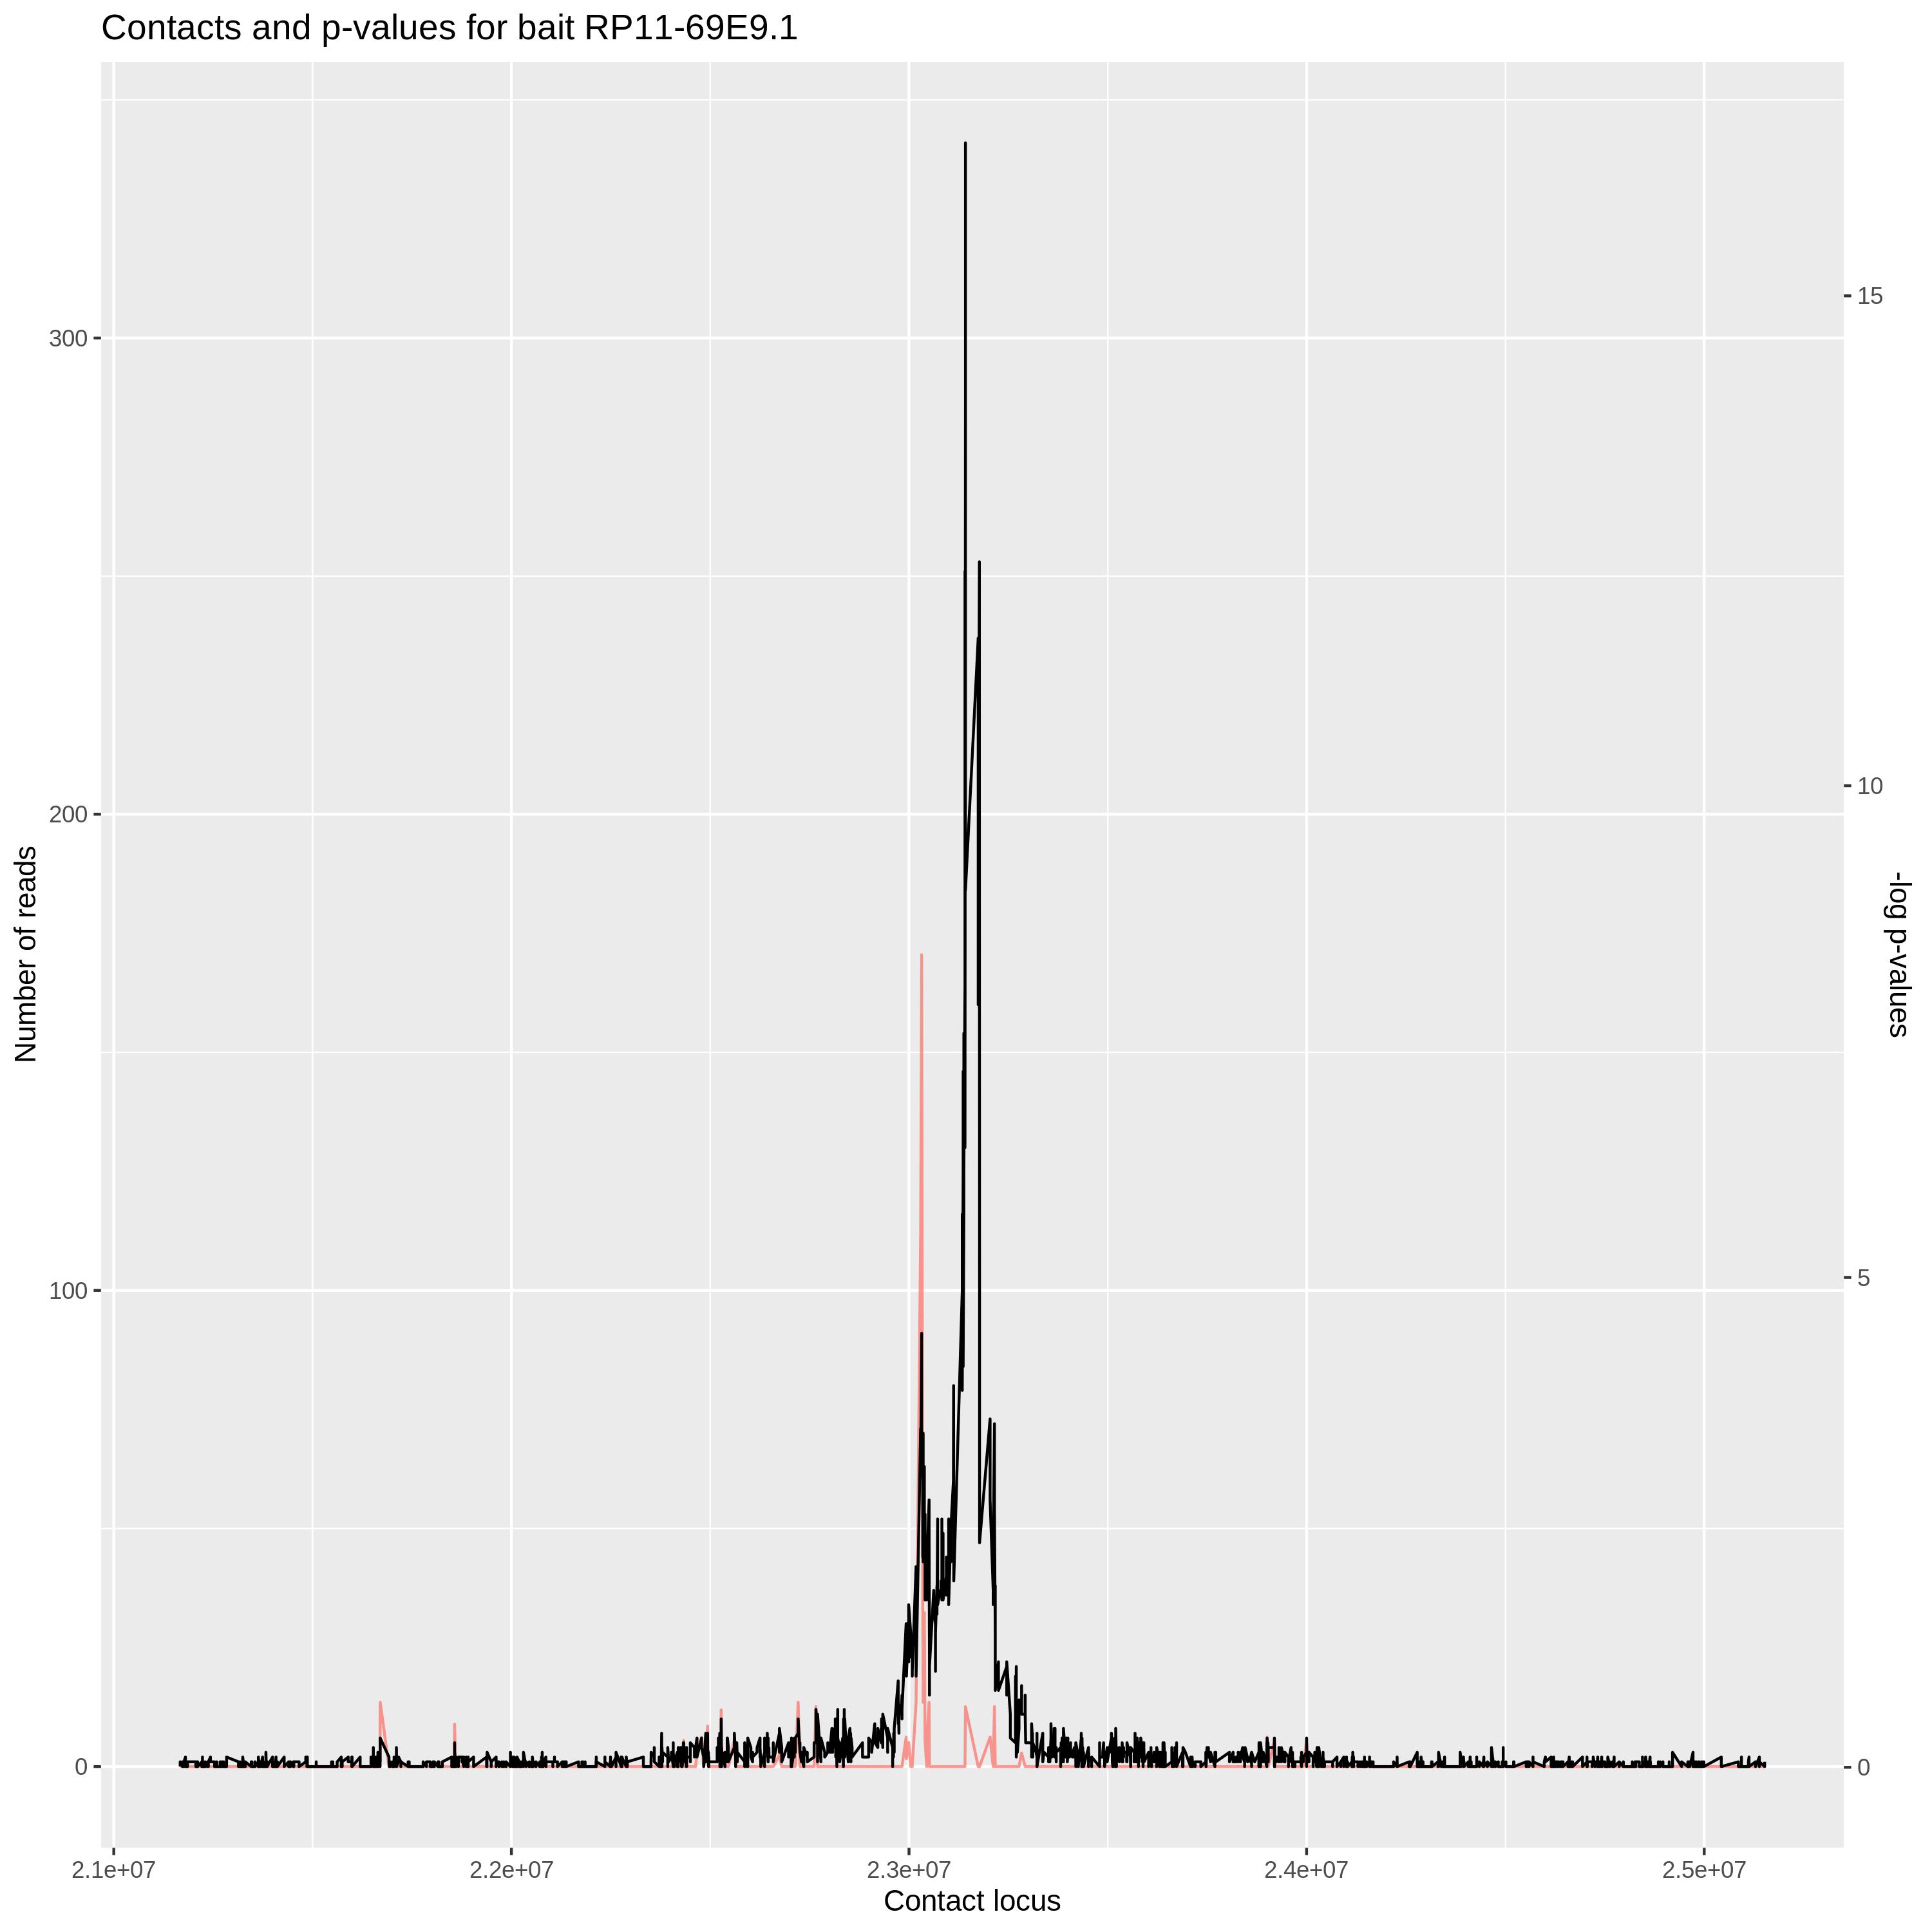 Contacts and p-values for bait RP11-69E9.1
300
200
100
0
Number of reads
15
10
5
0
-log p-values
2.1e+07
2.2e+07
2.3e+07
2.4e+07
2.5e+07
Contact locus